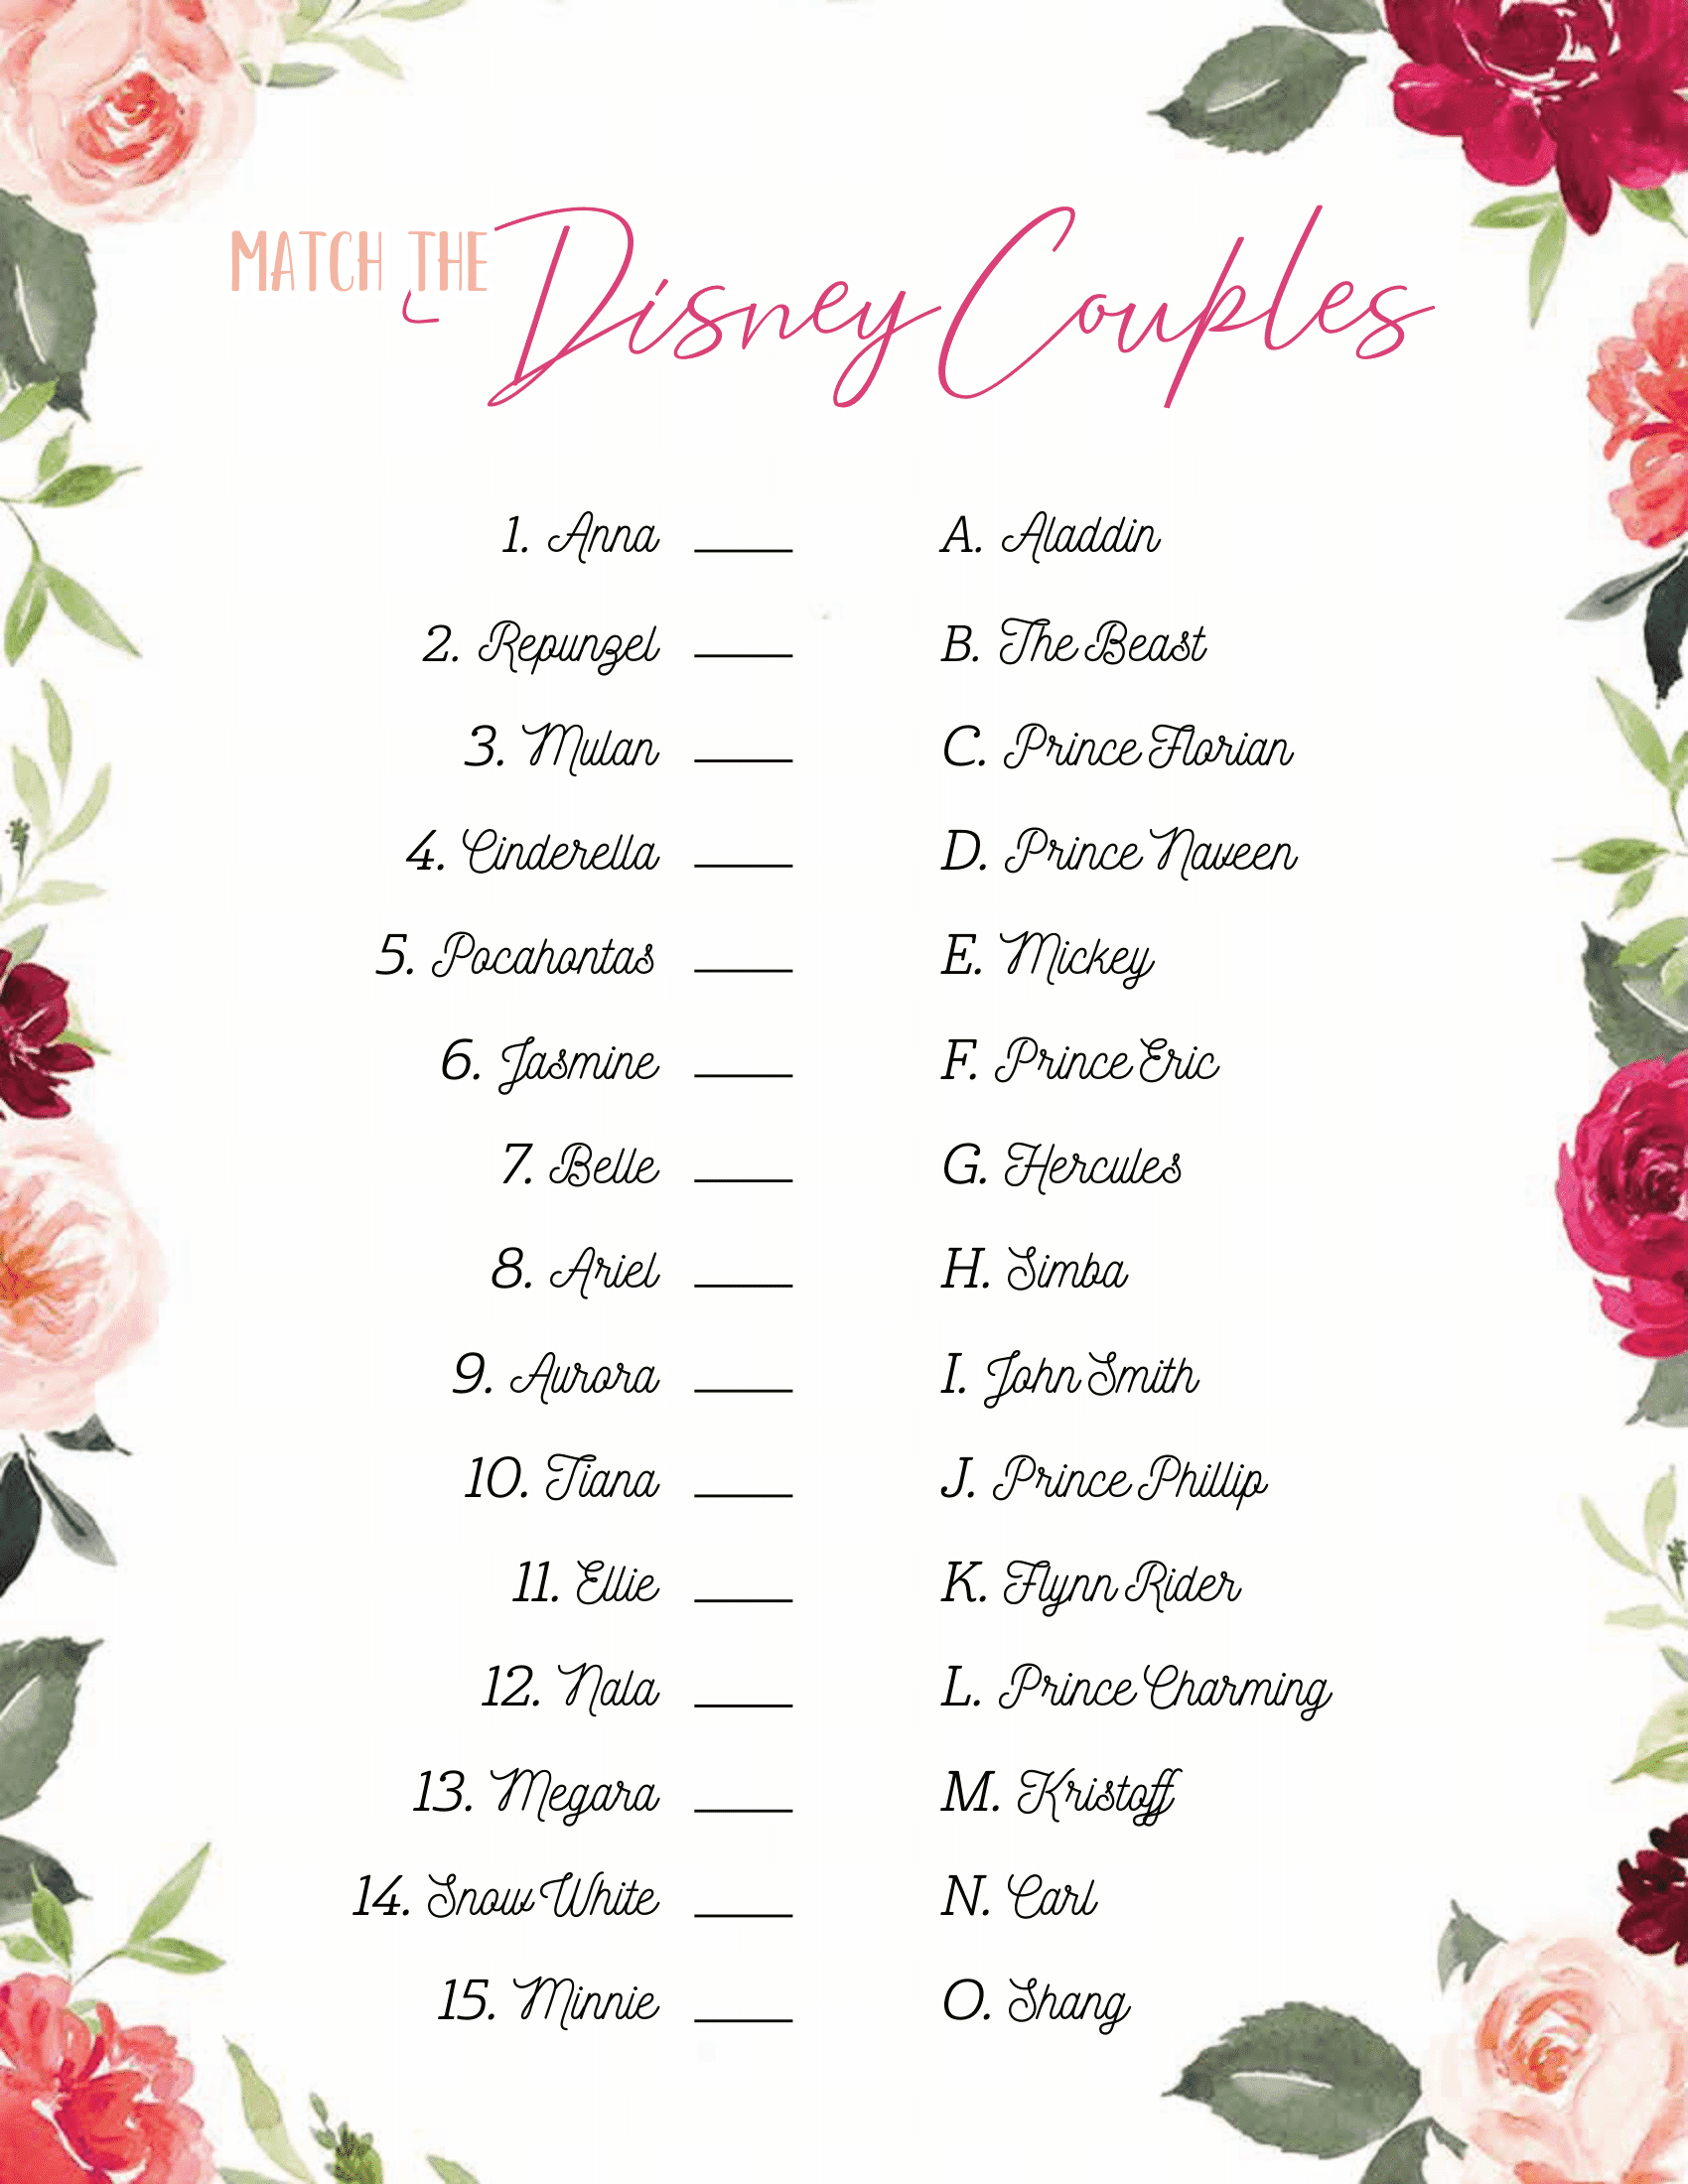 MATCH THE Disney Couples
1. Anna ____ A. Aladdin
2. Repunzel ____ B. The Beast
3. Mulan ____ C. Prince Florian
4. Cinderella ____ D. Prince Naveen
5. Pocahontas ____ E. Mickey
6. Jasmine ____ F. Prince Eric
7. Belle ____ G. Hercules
8. Ariel ____ H. Simba
9. Aurora ____ I. John Smith
10. Tiana ____ J. Prince Phillip
11. Ellie ____ K. Flynn Rider
12. Nala ____ L. Prince Charming
13. Megara ____ M. Kristoff
14. Snow White ____ N. Carl
15. Minnie ____ O. Shang